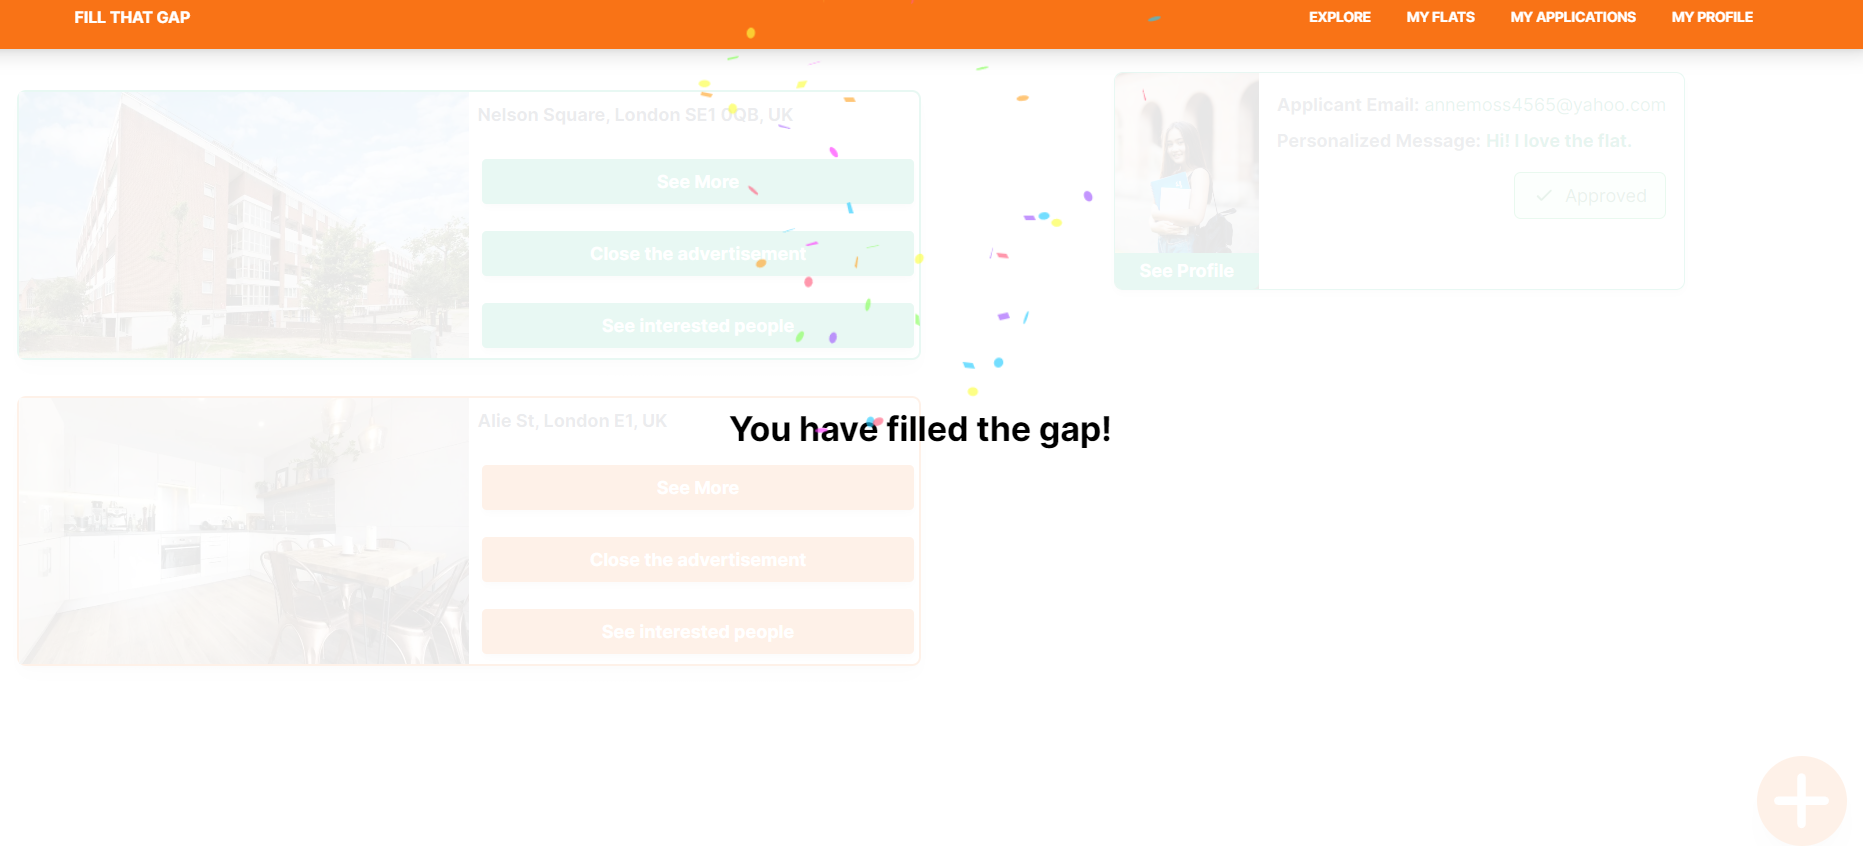 FILL THAT GAP
EXPLORE
MY FLATS
MY APPLICATIONS
MY PROFILE
Nelson Square, London SE1 0QB, UK
See More
Close the advertisement
See interested people
Applicant Email: annemoss4565@yahoo.com
Personalized Message: Hi! I love the flat.
Approved
See Profile
You have filled the gap!
Alie St, London E1, UK
See More
Close the advertisement
See interested people